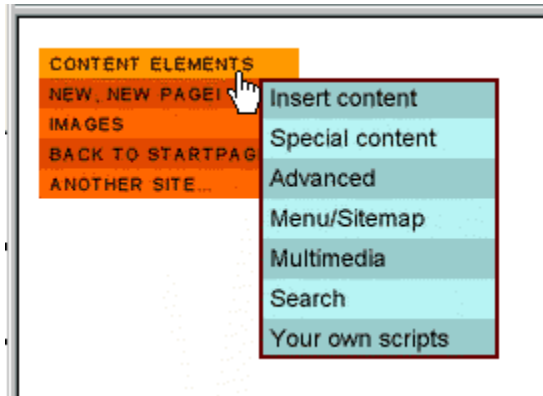 CONTENT ELEMENTS
NEW, NEW PAGE!
IMAGES
BACK TO STARTPAG
ANOTHER SITE...
Insert content
Special content
Advanced
Menu/Sitemap
Multimedia
Search
Your own scripts